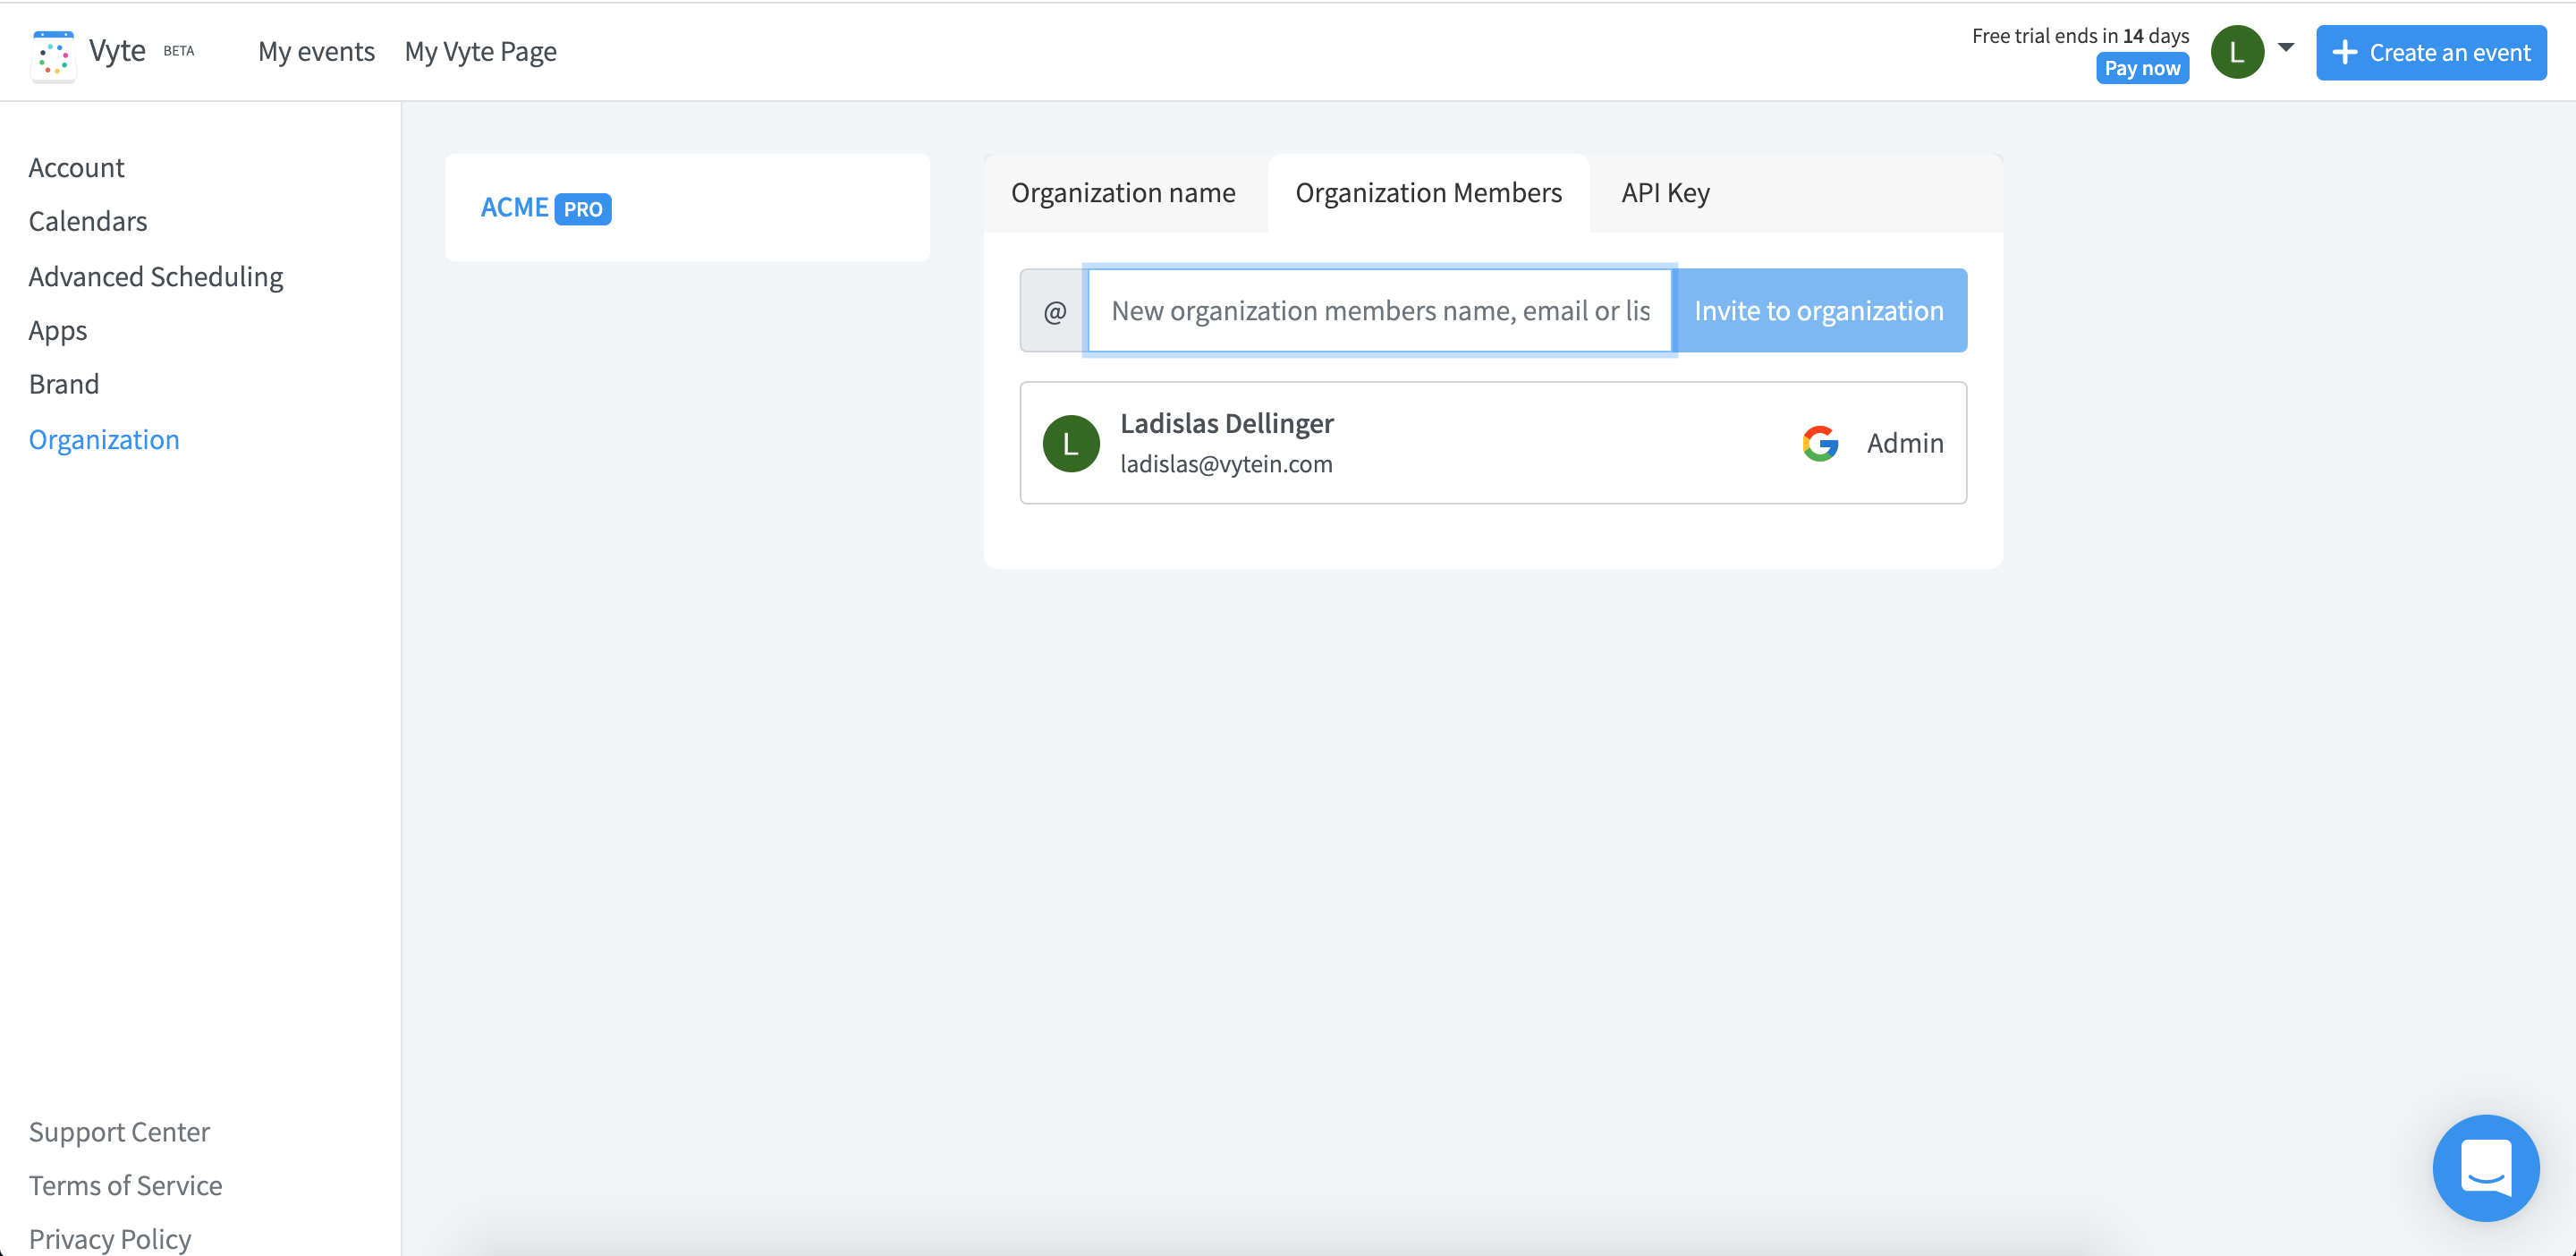 Vyte BETA
My events
My Vyte Page
Free trial ends in 14 days
Pay now
L
Create an event
Account
Calendars
Advanced Scheduling
Apps
Brand
Organization
Support Center
Terms of Service
Privacy Policy
ACME PRO
Organization name
Organization Members
API Key
@
New organization members name, email or lis
Invite to organization
L
Ladislas Dellinger
ladislas@vytein.com
Admin